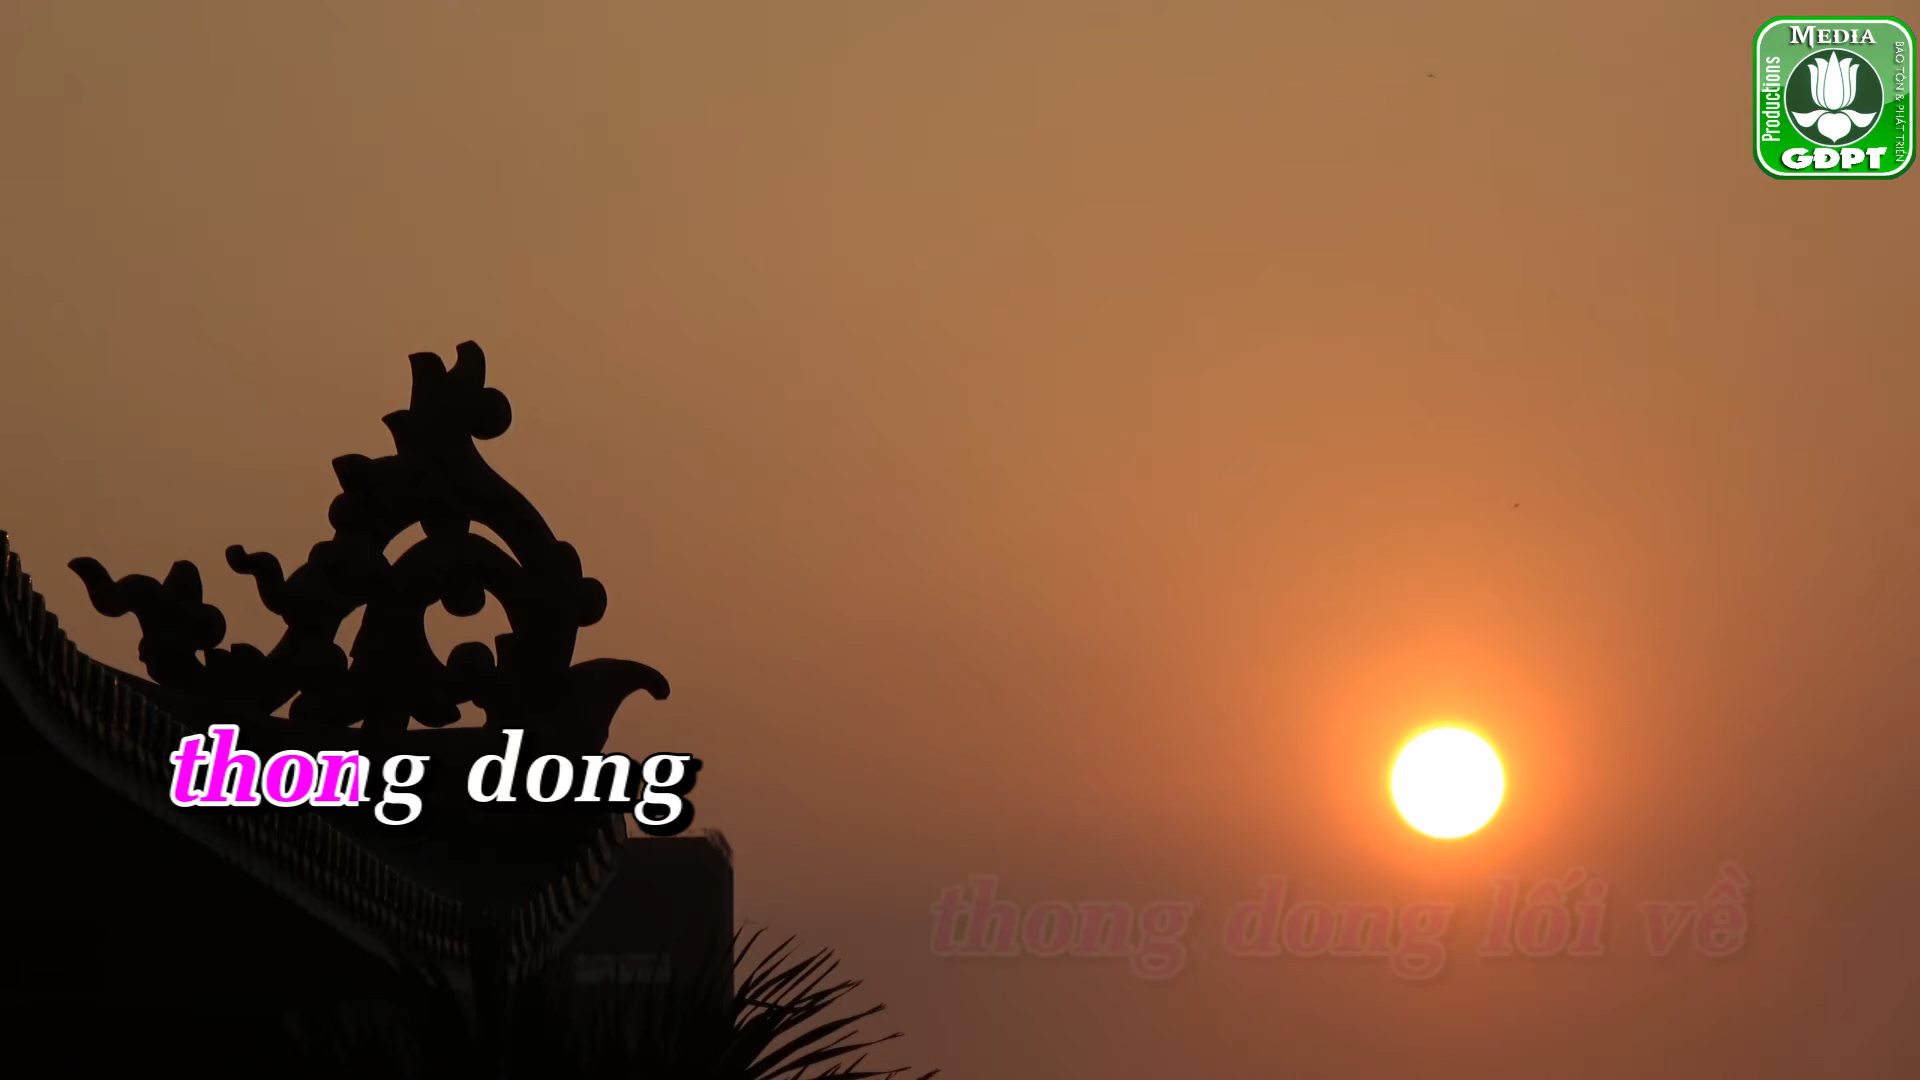 MEDIA
Productions
BẢO TỒN & PHÁT TRIỂN
GĐPT
thong dong
thong dong lối về